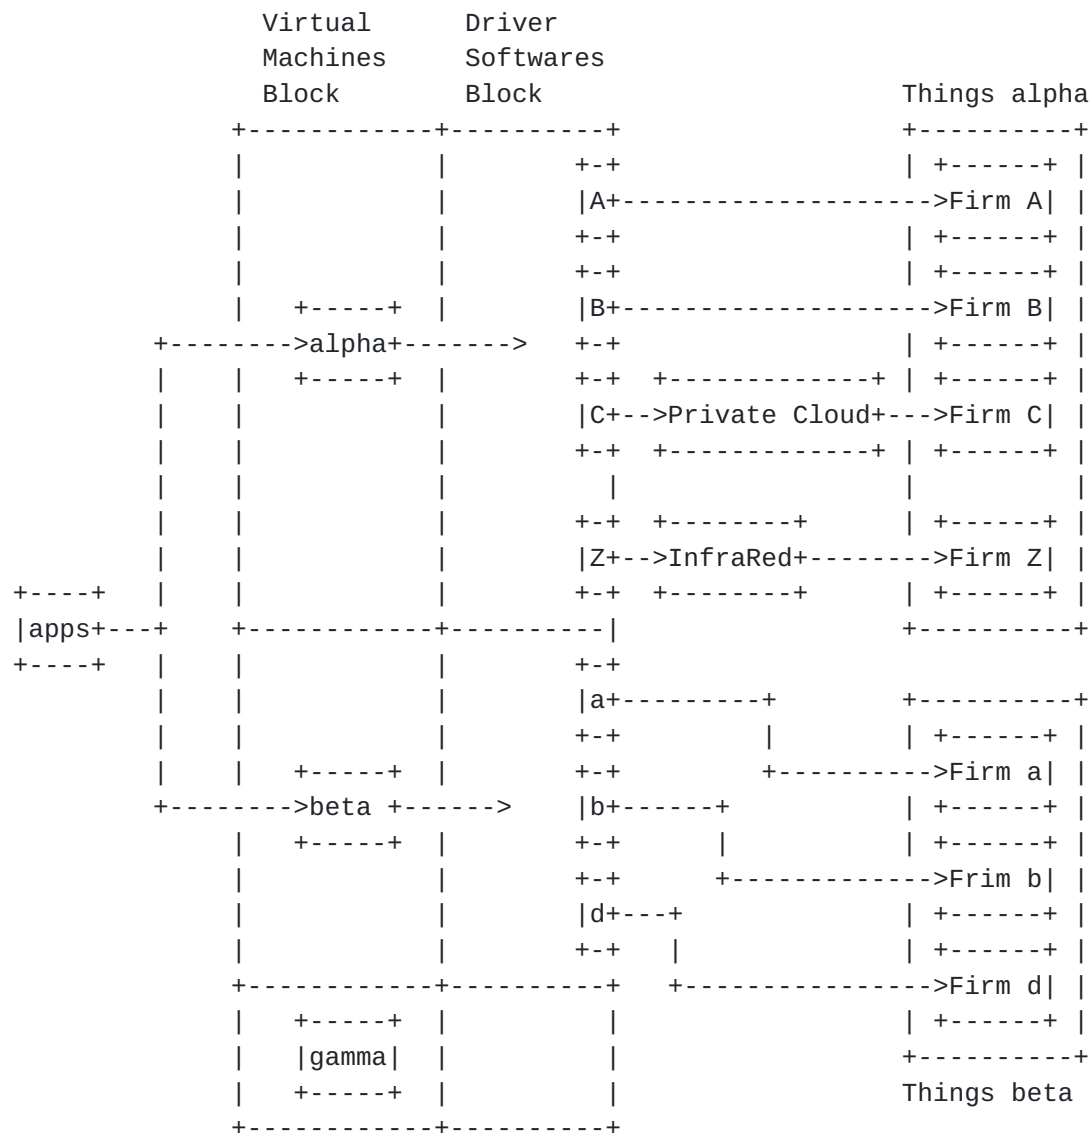 Virtual Driver
Machines Softwares
Block Block Things alpha
A Firm A
B Firm B
alpha
C Private Cloud Firm C
Z InfraRed Firm Z
apps
a
Firm a
beta b
Frim b
d
Firm d
gamma
Things beta